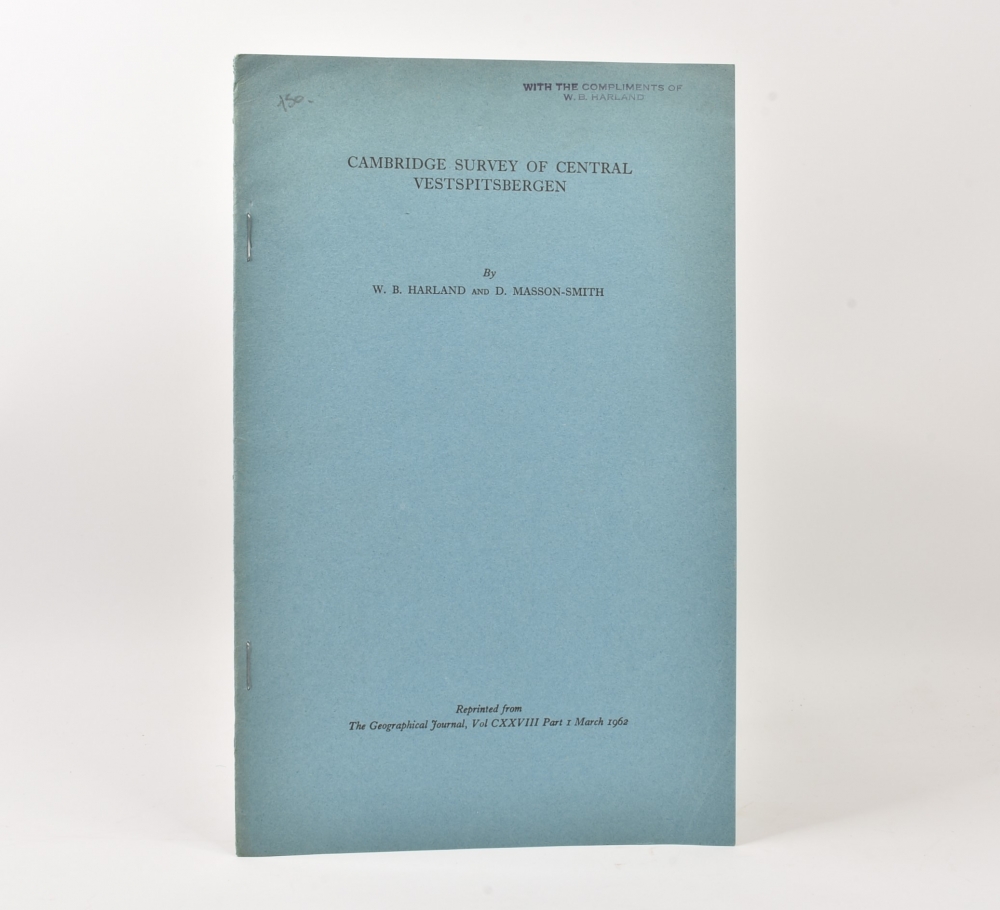 150-
WITH THE COMPLIMENTS OF
W. B. HARLAND
CAMBRIDGE SURVEY OF CENTRAL
VESTSPITSBERGEN
By
W. B. HARLAND AND D. MASSON-SMITH
Reprinted from
The Geographical Journal, Vol CXXVIII Part 1 March 1962